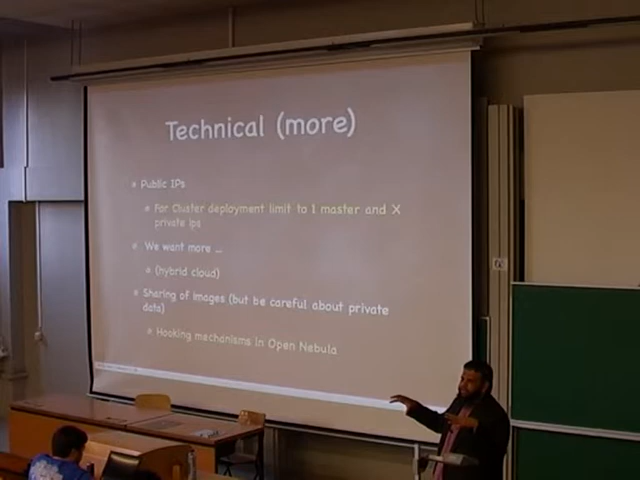 Technical (more)
Public IPs
For Cluster deployment limit to 1 master and X
private ips
We want more ...
(hybrid cloud)
Sharing of images (but be careful about private
data)
Hooking mechanisms in Open Nebula